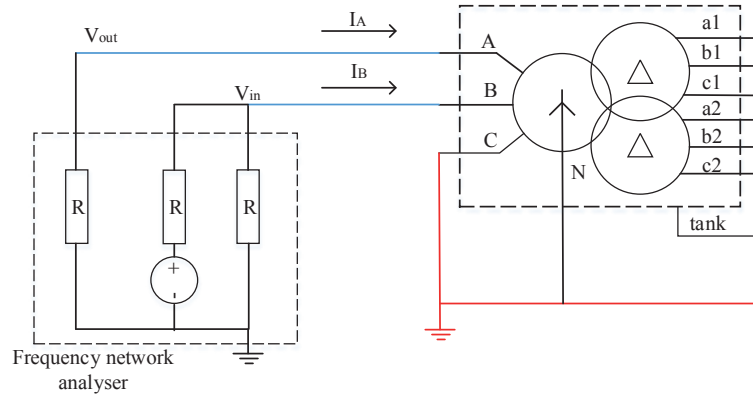 IA
Vout
A
a1
b1
IB
c1
Vin
B
a2
b2
C
N
c2
R
R
R
tank
+
-
Frequency network
analyser